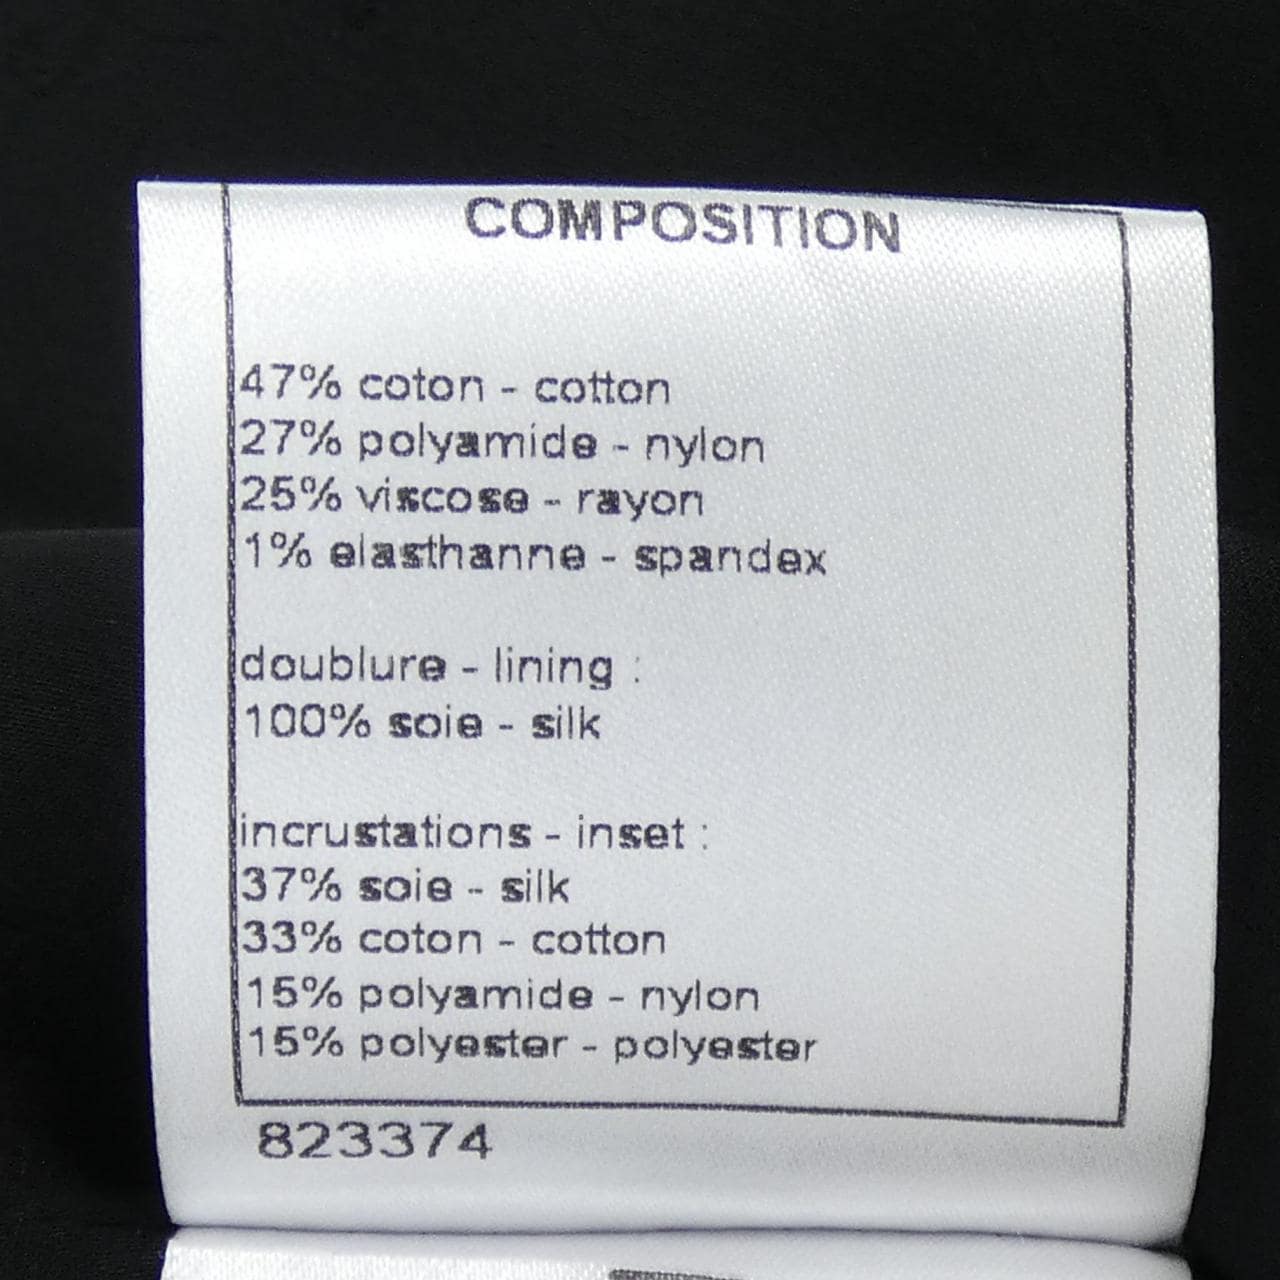 COMPOSITION
47% coton - cotton
27% polyamide - nylon
25% viscose - rayon
1% elasthanne - spandex
doublure - lining :
100% soie - silk
incrustations - inset :
37% soie - silk
33% coton - cotton
15% polyamide - nylon
15% polyester - polyester
823374